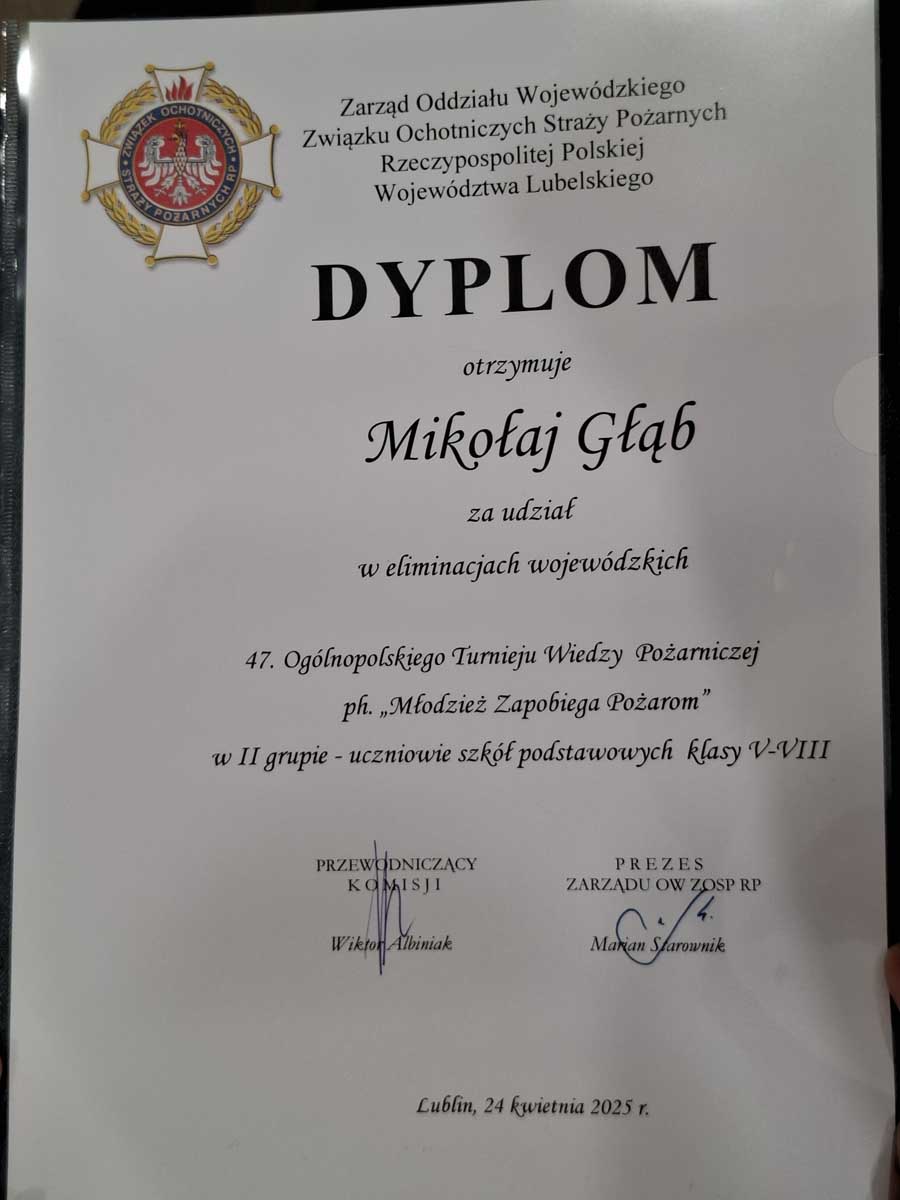 ZWIĄZEK OCHOTNICZYCH
STRAŻY POŻARNYCH RP
Zarząd Oddziału Wojewódzkiego
Związku Ochotniczych Straży Pożarnych
Rzeczypospolitej Polskiej
Województwa Lubelskiego
DYPLOM
otrzymuje
Mikołaj Głąb
za udział
w eliminacjach wojewódzkich
47. Ogólnopolskiego Turnieju Wiedzy Pożarniczej
ph. „Młodzież Zapobiega Pożarom”
w II grupie - uczniowie szkół podstawowych klasy V-VIII
PRZEWODNICZĄCY
KOMISJI
Wiktor Albiniak
PREZES
ZARZĄDU OW ZOSP RP
Marian Starownik
Lublin, 24 kwietnia 2025 r.